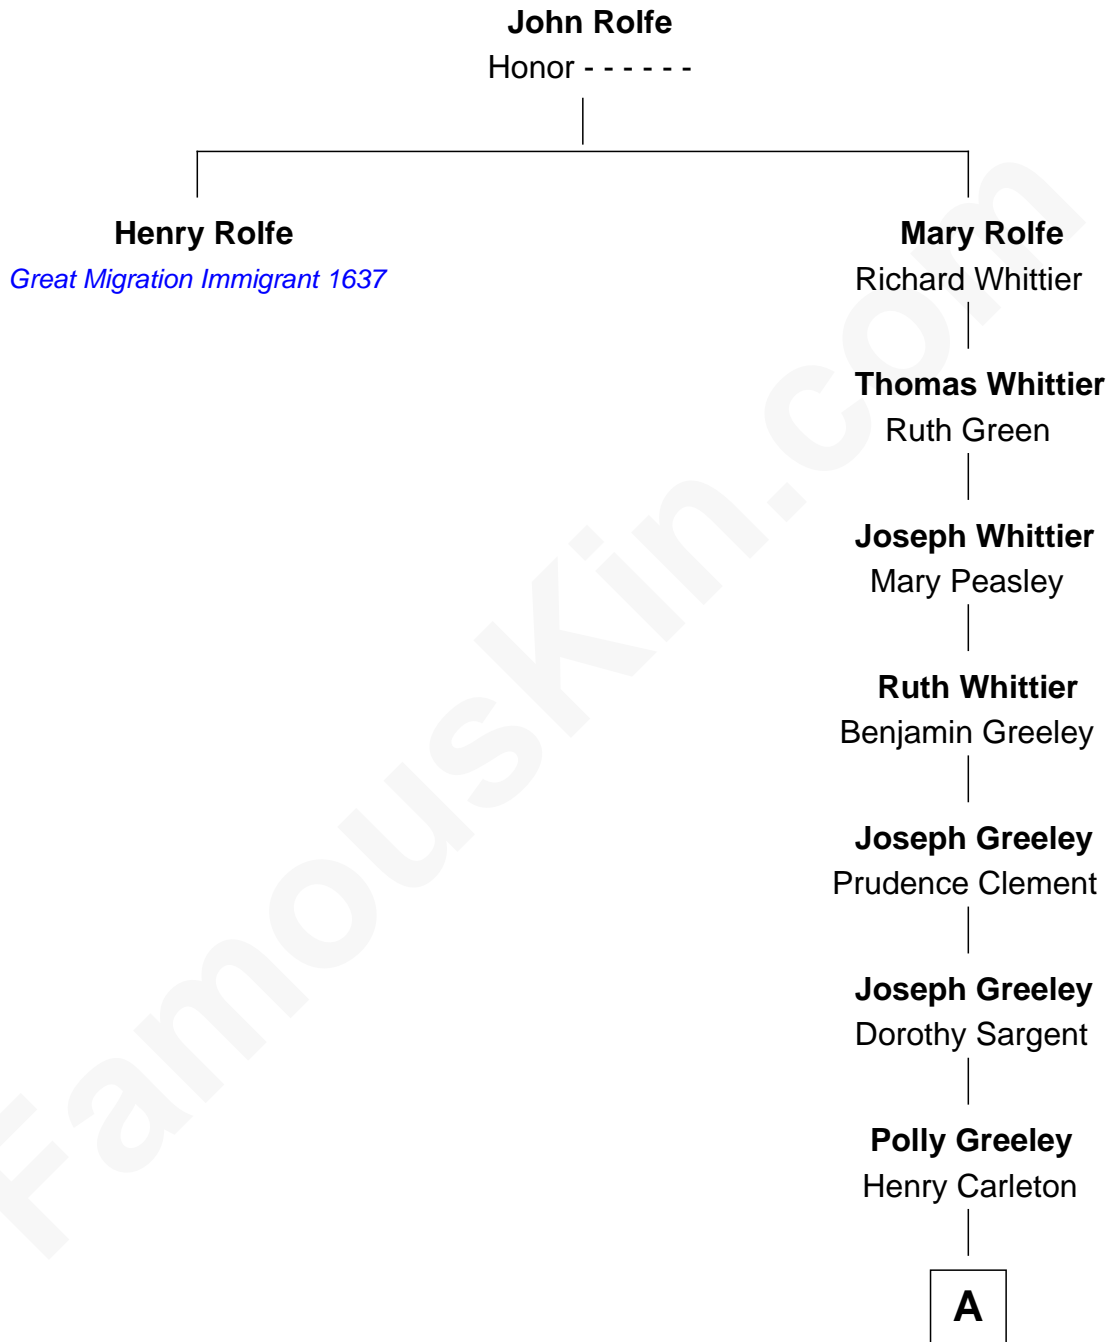 John Rolfe
Honor - - - - - -
Henry Rolfe
Great Migration Immigrant 1637
Mary Rolfe
Richard Whittier
Thomas Whittier
Ruth Green
Joseph Whittier
Mary Peasley
Ruth Whittier
Benjamin Greeley
Joseph Greeley
Prudence Clement
Joseph Greeley
Dorothy Sargent
Polly Greeley
Henry Carleton
A
FamousKin.com